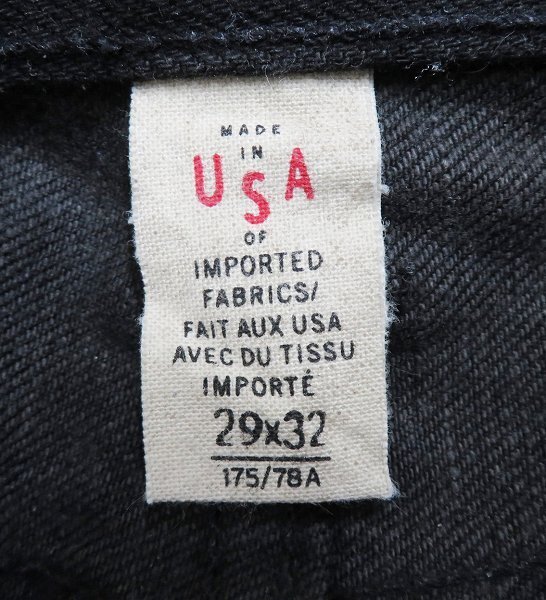 MADE
IN
USA
OF
IMPORTED
FABRICS/
FAIT AUX USA
AVEC DU TISSU
IMPORTÉ
29x32
175/78A